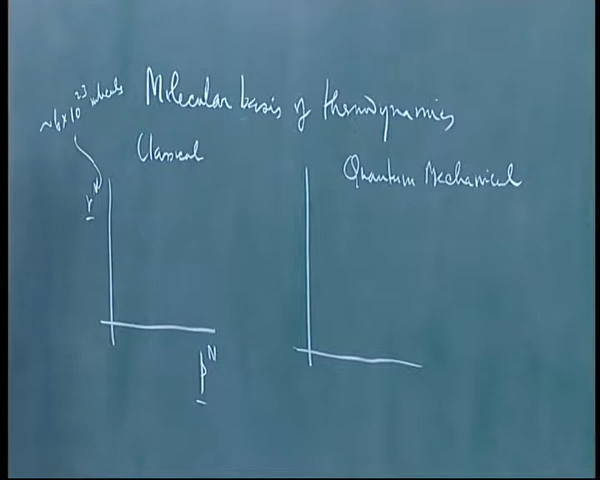 ~6×10²³ molecules
Molecular basis of thermodynamics
Classical
Quantum Mechanical
r^N
p^N